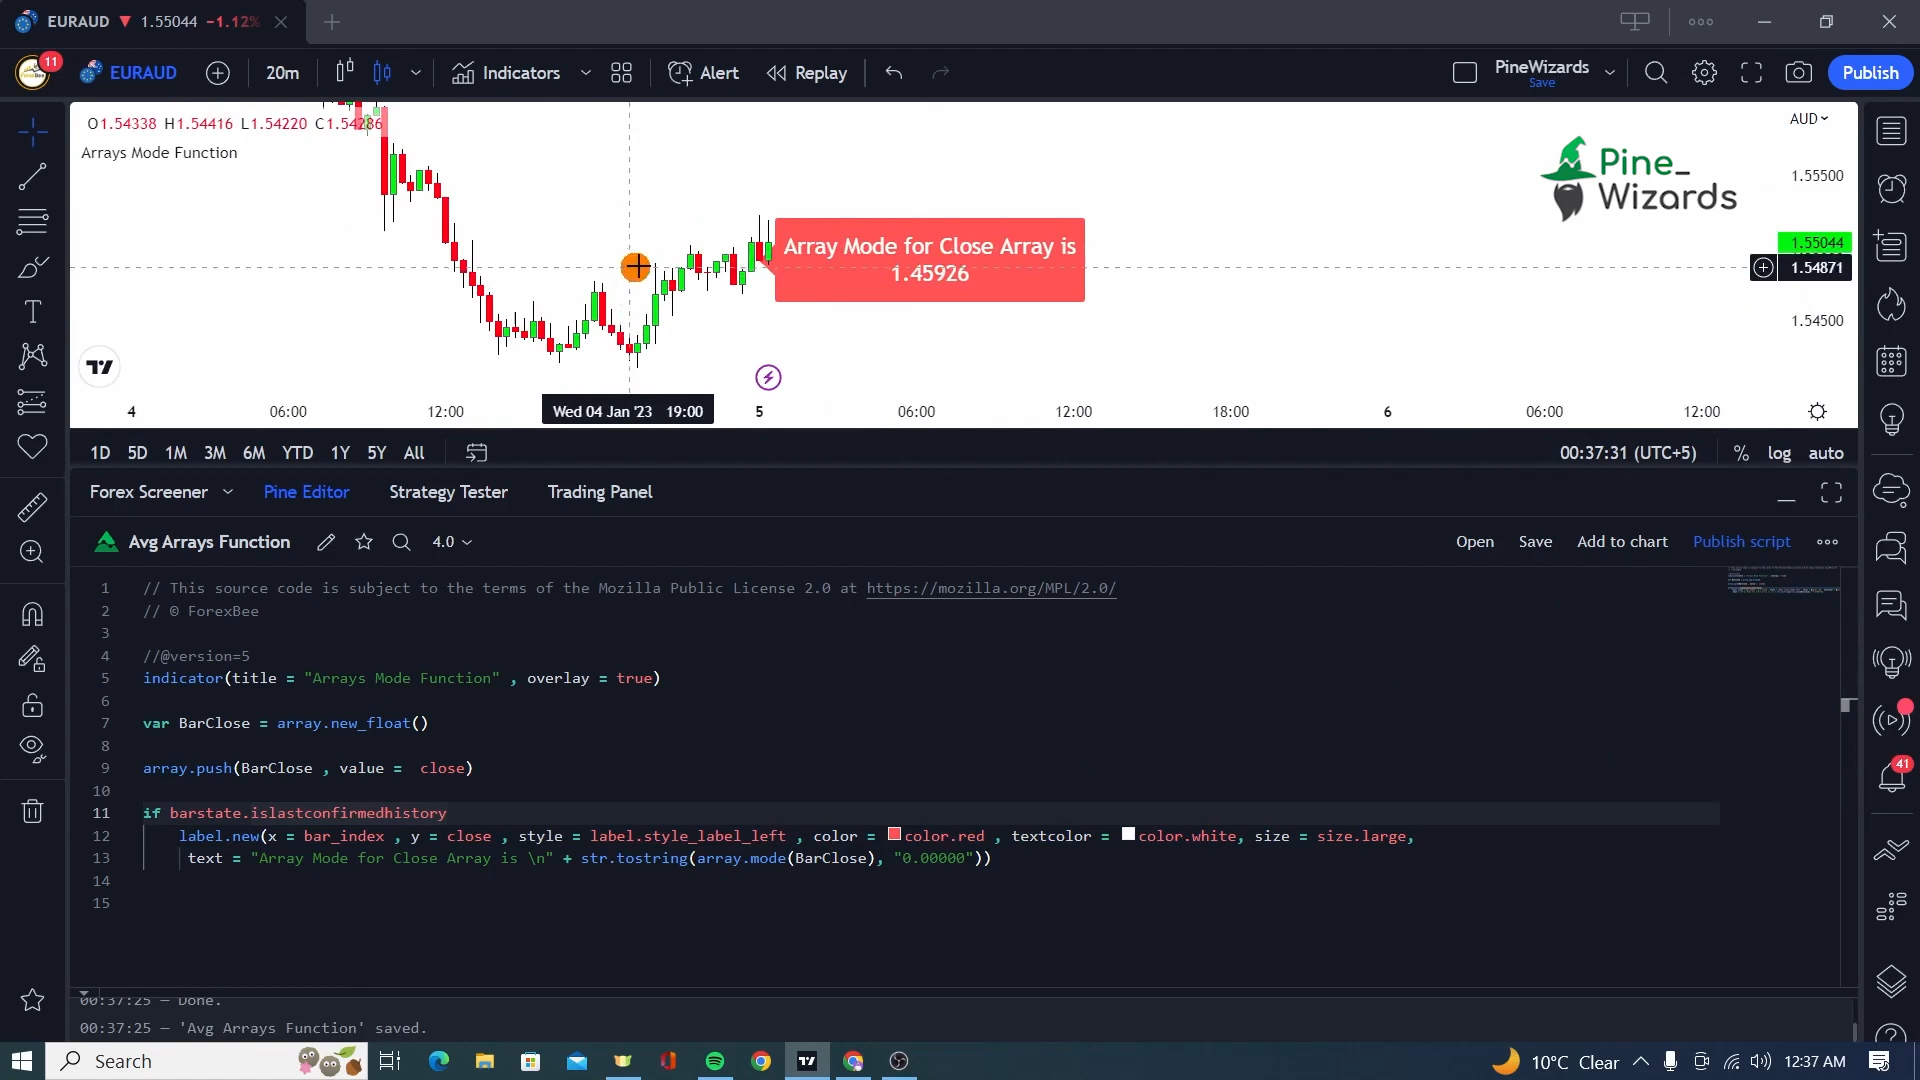 EURAUD ▼ 1.55044 −1.12%
11
EURAUD 20m Indicators Alert Replay PineWizards Save Publish
O1.54338 H1.54416 L1.54220 C1.54286
Arrays Mode Function
AUD
Pine_
Wizards
1.55500
1.55044
1.54871
1.54500
Array Mode for Close Array is
1.45926
4 06:00 12:00 Wed 04 Jan '23 19:00 5 06:00 12:00 18:00 6 06:00 12:00
1D 5D 1M 3M 6M YTD 1Y 5Y All 00:37:31 (UTC+5) % log auto
Forex Screener Pine Editor Strategy Tester Trading Panel
Avg Arrays Function 4.0 Open Save Add to chart Publish script
1 // This source code is subject to the terms of the Mozilla Public License 2.0 at https://mozilla.org/MPL/2.0/
2 // © ForexBee
3
4 //@version=5
5 indicator(title = "Arrays Mode Function" , overlay = true)
6
7 var BarClose = array.new_float()
8
9 array.push(BarClose , value =  close)
10
11 if barstate.islastconfirmedhistory
12 label.new(x = bar_index , y = close , style = label.style_label_left , color = color.red , textcolor = color.white, size = size.large,
13 text = "Array Mode for Close Array is \n" + str.tostring(array.mode(BarClose), "0.00000"))
14
15
41
00:37:25 — Done.
00:37:25 — 'Avg Arrays Function' saved.
Search 10°C Clear 12:37 AM